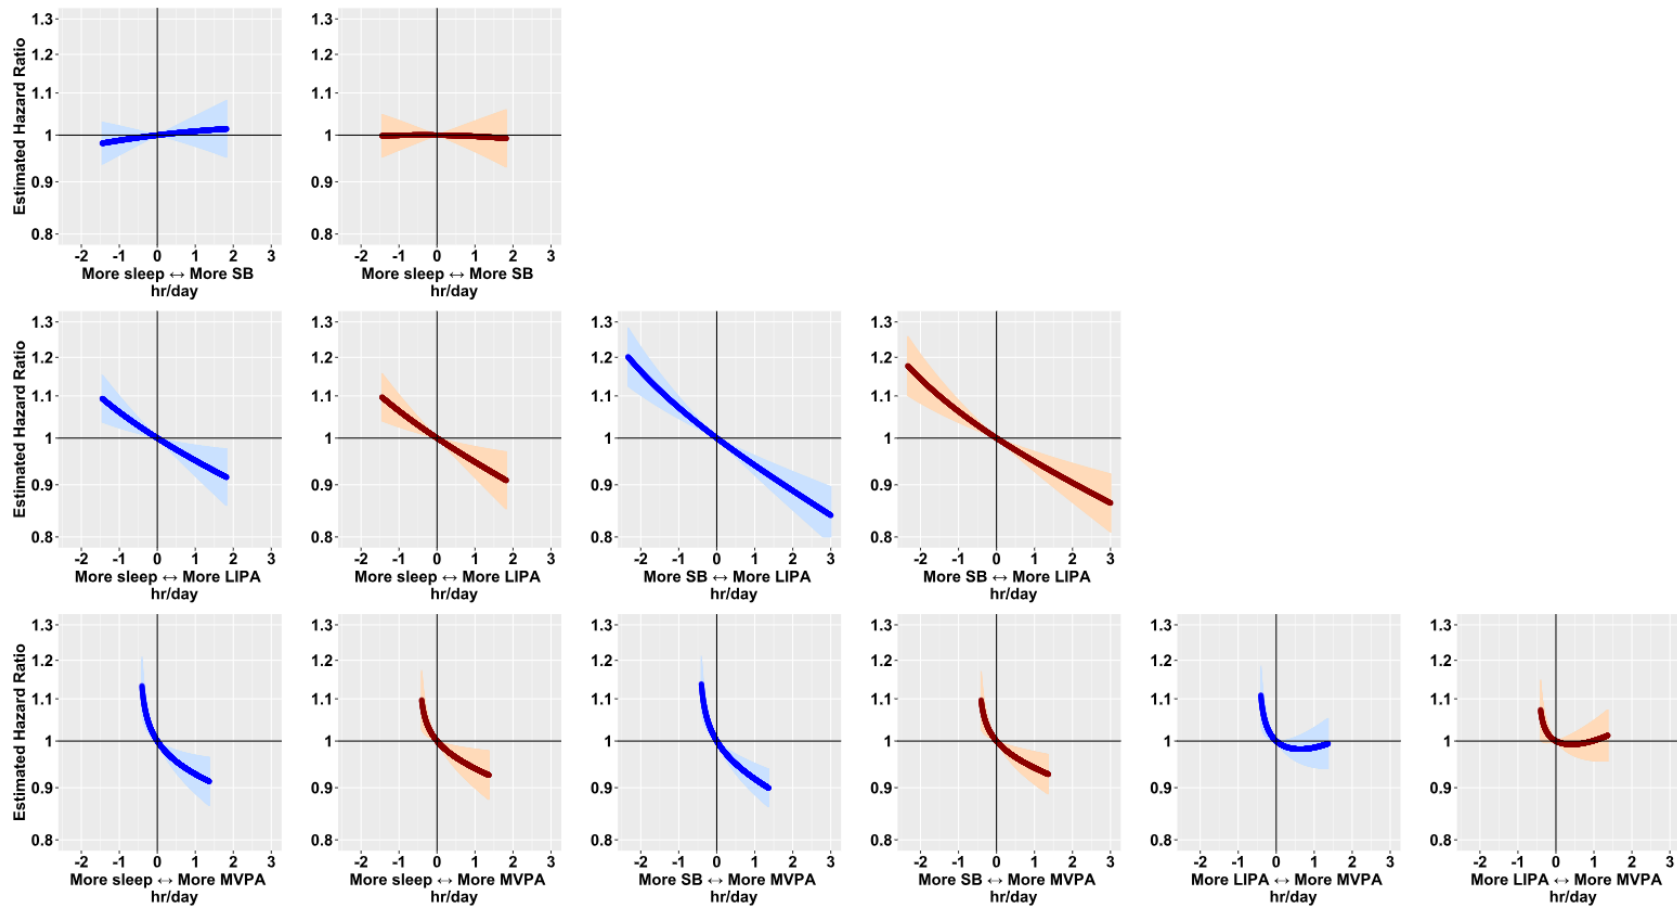 1.3
1.2
1.1
1
0.9
0.8
Estimated Hazard Ratio
-2 -1 0 1 2 3
More sleep ↔ More SB
hr/day
1.3
1.2
1.1
1
0.9
0.8
-2 -1 0 1 2 3
More sleep ↔ More SB
hr/day
1.3
1.2
1.1
1
0.9
0.8
Estimated Hazard Ratio
-2 -1 0 1 2 3
More sleep ↔ More LIPA
hr/day
1.3
1.2
1.1
1
0.9
0.8
-2 -1 0 1 2 3
More sleep ↔ More LIPA
hr/day
1.3
1.2
1.1
1
0.9
0.8
-2 -1 0 1 2 3
More SB ↔ More LIPA
hr/day
1.3
1.2
1.1
1
0.9
0.8
-2 -1 0 1 2 3
More SB ↔ More LIPA
hr/day
1.3
1.2
1.1
1
0.9
0.8
Estimated Hazard Ratio
-2 -1 0 1 2 3
More sleep ↔ More MVPA
hr/day
1.3
1.2
1.1
1
0.9
0.8
-2 -1 0 1 2 3
More sleep ↔ More MVPA
hr/day
1.3
1.2
1.1
1
0.9
0.8
-2 -1 0 1 2 3
More SB ↔ More MVPA
hr/day
1.3
1.2
1.1
1
0.9
0.8
-2 -1 0 1 2 3
More SB ↔ More MVPA
hr/day
1.3
1.2
1.1
1
0.9
0.8
-2 -1 0 1 2 3
More LIPA ↔ More MVPA
hr/day
1.3
1.2
1.1
1
0.9
0.8
-2 -1 0 1 2 3
More LIPA ↔ More MVPA
hr/day